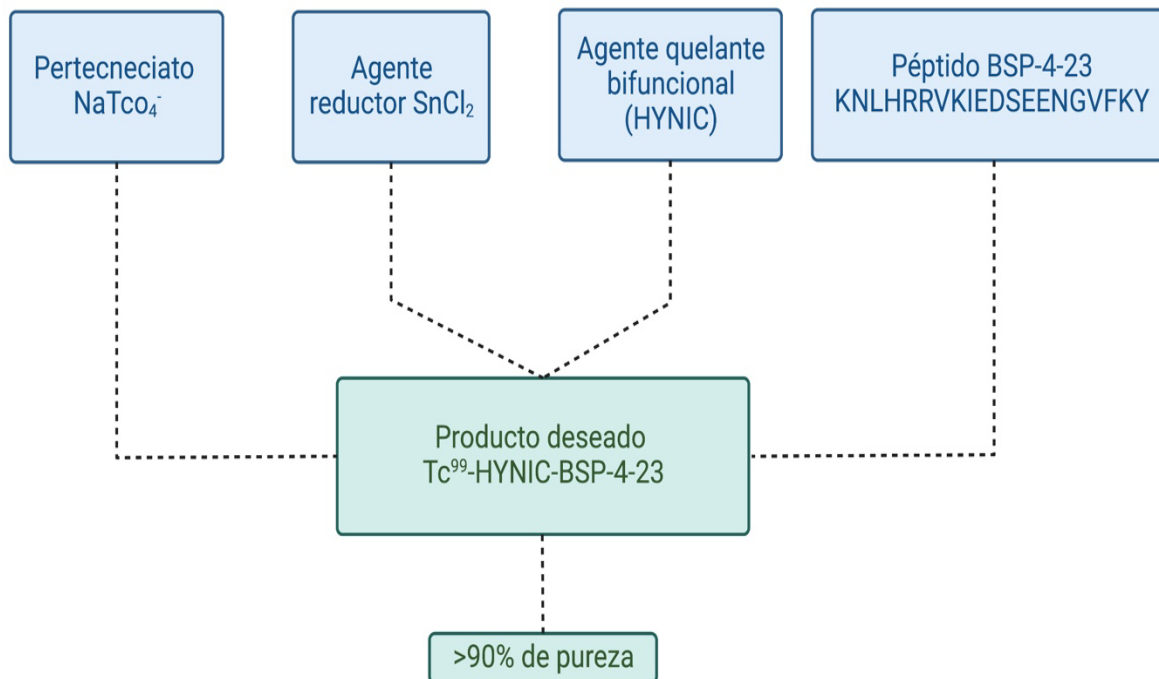 Pertecneciato
NaTco₄⁻
Agente
reductor SnCl₂
Agente quelante
bifuncional
(HYNIC)
Péptido BSP-4-23
KNLHRRVKIEDSEENGVFKY
Producto deseado
Tc⁹⁹-HYNIC-BSP-4-23
>90% de pureza